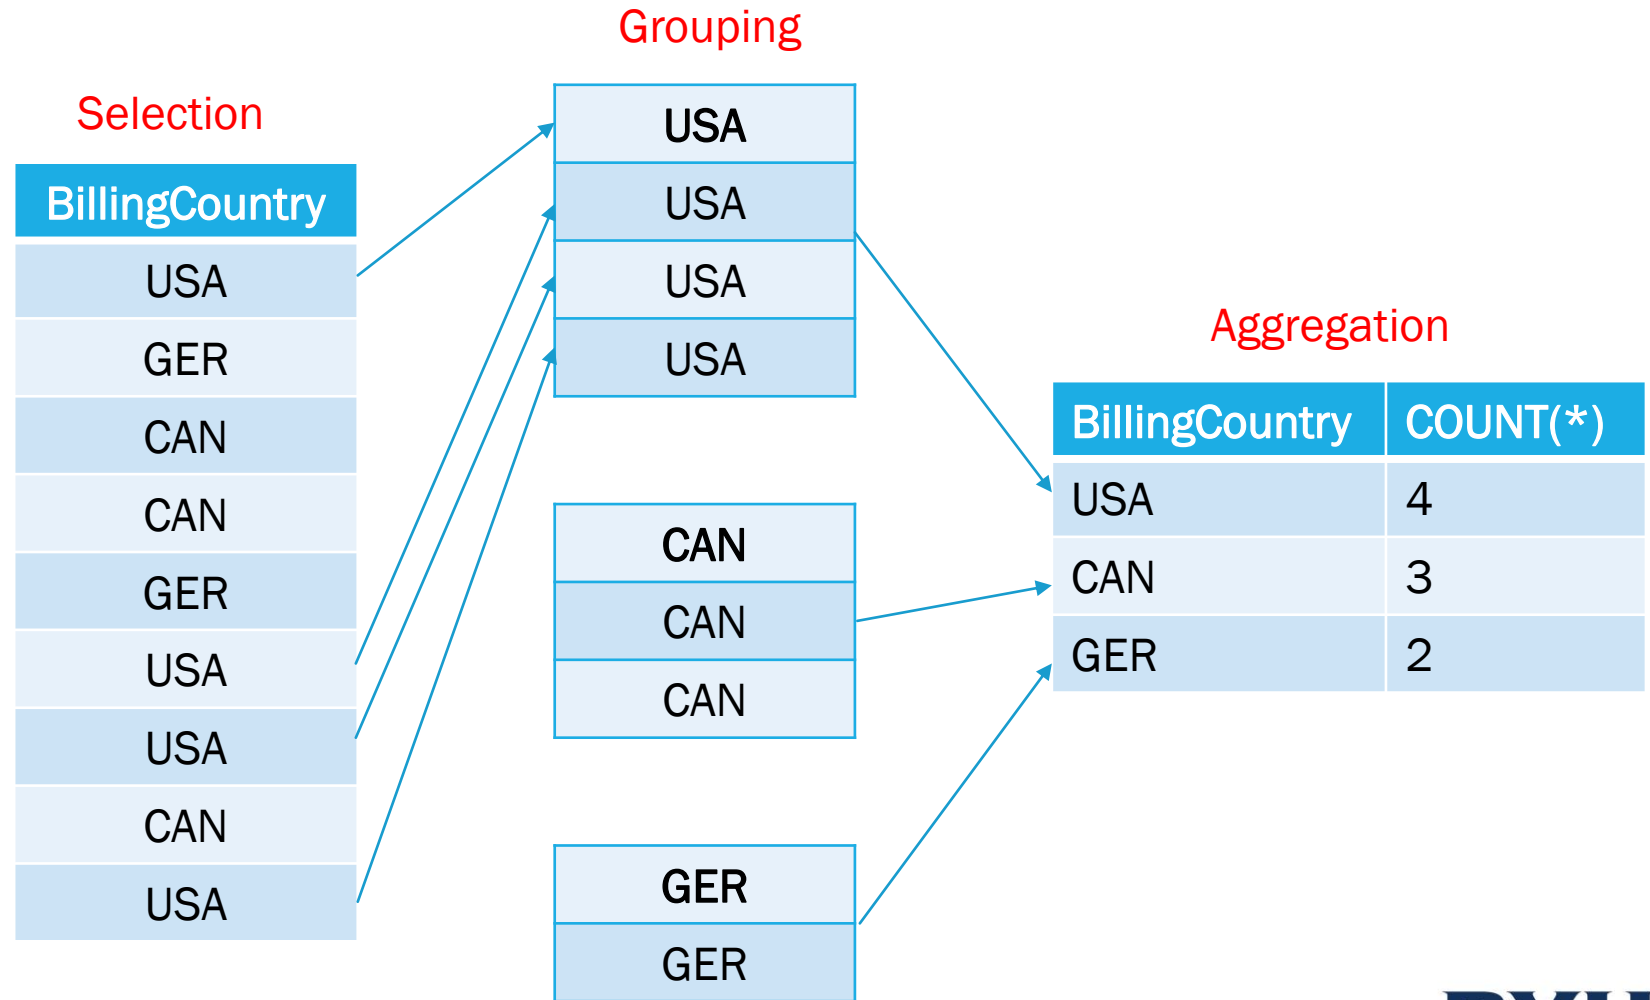 Grouping
Selection
BillingCountry
USA
GER
CAN
CAN
GER
USA
USA
CAN
USA
USA
USA
USA
USA
CAN
CAN
CAN
GER
GER
Aggregation
BillingCountry COUNT(*)
USA 4
CAN 3
GER 2